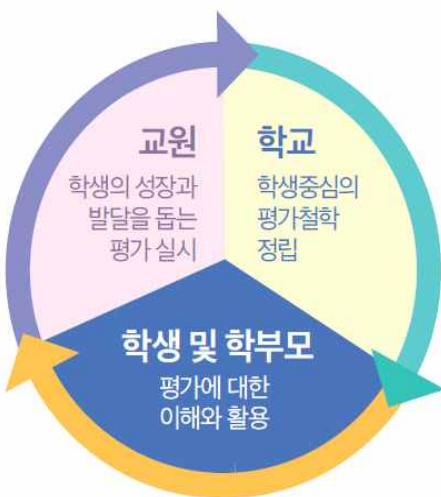 교원
학생의 성장과
발달을 돕는
평가 실시
학교
학생중심의
평가철학
정립
학생 및 학부모
평가에 대한
이해와 활용